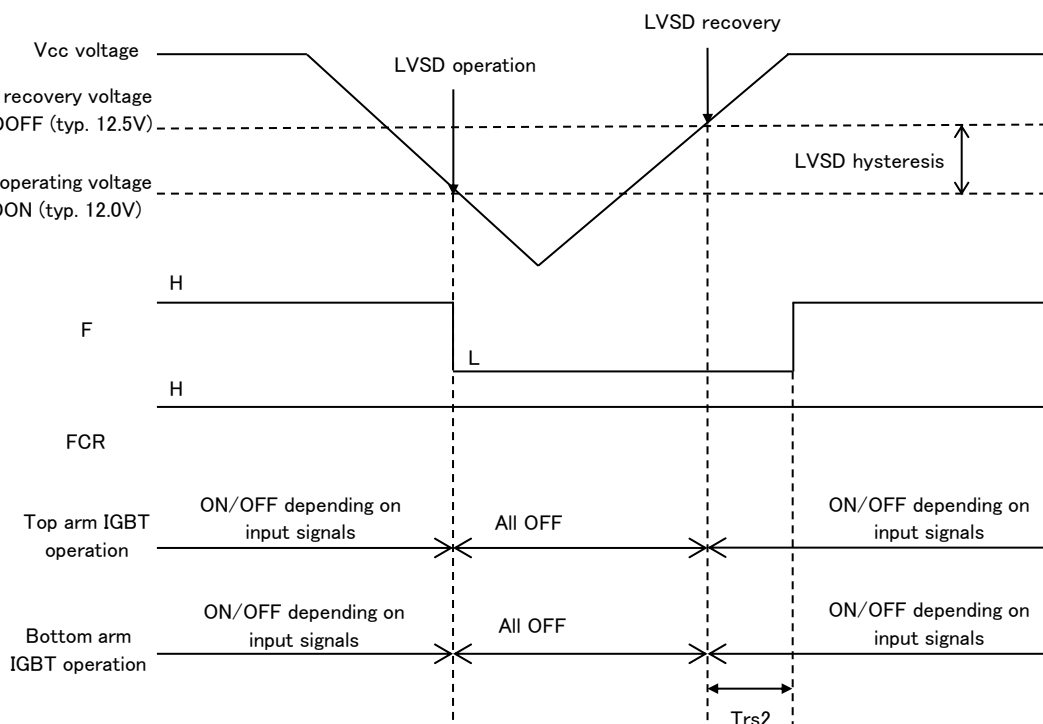 LVSD recovery
Vcc voltage
LVSD operation
recovery voltage
OFF (typ. 12.5V)
LVSD hysteresis
operating voltage
ON (typ. 12.0V)
H
F
L
H
FCR
Top arm IGBT
operation
ON/OFF depending on
input signals
All OFF
ON/OFF depending on
input signals
Bottom arm
IGBT operation
ON/OFF depending on
input signals
All OFF
ON/OFF depending on
input signals
Trs2